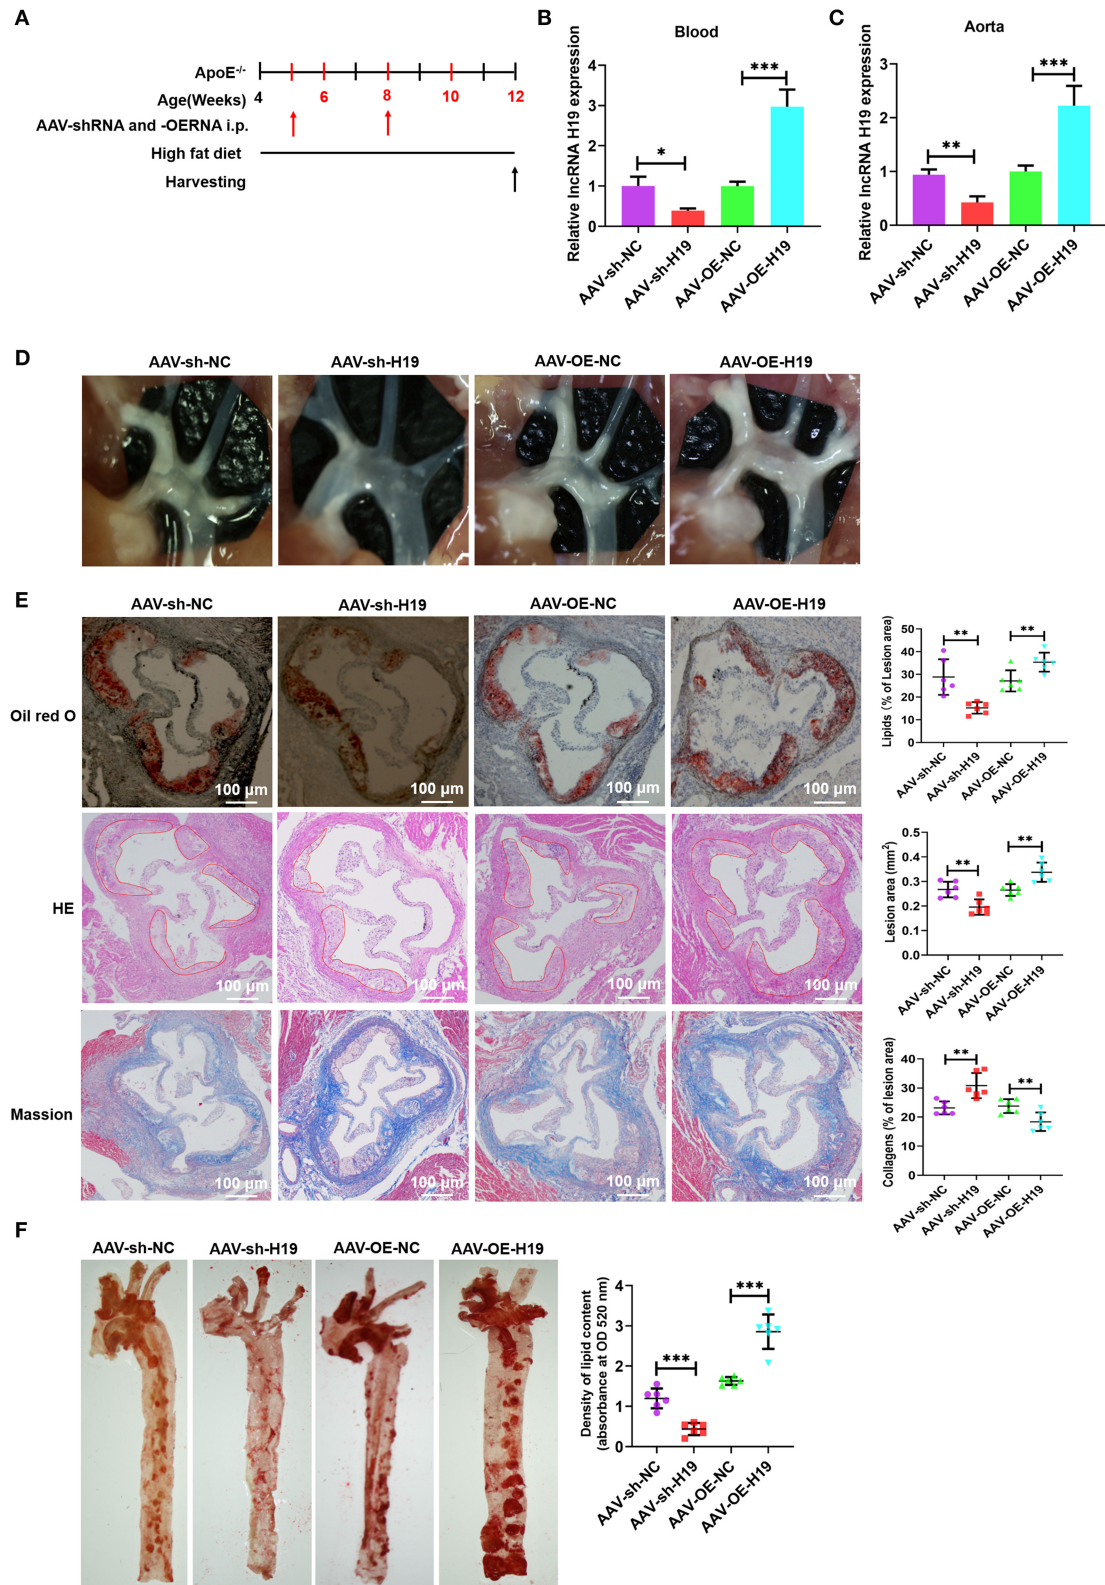 A
ApoE-/-
Age(Weeks) 4 6 8 10 12
AAV-shRNA and -OERNA i.p.
High fat diet
Harvesting
B
Blood
Relative lncRNA H19 expression
4
3
2
1
0
*
***
AAV-sh-NC
AAV-sh-H19
AAV-OE-NC
AAV-OE-H19
C
Aorta
Relative lncRNA H19 expression
3
2
1
0
**
***
AAV-sh-NC
AAV-sh-H19
AAV-OE-NC
AAV-OE-H19
D
AAV-sh-NC AAV-sh-H19 AAV-OE-NC AAV-OE-H19
E
AAV-sh-NC AAV-sh-H19 AAV-OE-NC AAV-OE-H19
Oil red O
100 µm 100 µm 100 µm 100 µm
Lipids (% of Lesion area)
50
40
30
20
10
0
**
**
AAV-sh-NC
AAV-sh-H19
AAV-OE-NC
AAV-OE-H19
HE
100 µm 100 µm 100 µm 100 µm
Lesion area (mm2)
0.5
0.4
0.3
0.2
0.1
0.0
**
**
AAV-sh-NC
AAV-sh-H19
AAV-OE-NC
AAV-OE-H19
Massion
100 µm 100 µm 100 µm 100 µm
Collagens (% of lesion area)
40
30
20
10
0
**
**
AAV-sh-NC
AAV-sh-H19
AAV-OE-NC
AAV-OE-H19
F
AAV-sh-NC AAV-sh-H19 AAV-OE-NC AAV-OE-H19
Density of lipid content
(absorbance at OD 520 nm)
4
3
2
1
0
***
***
AAV-sh-NC
AAV-sh-H19
AAV-OE-NC
AAV-OE-H19